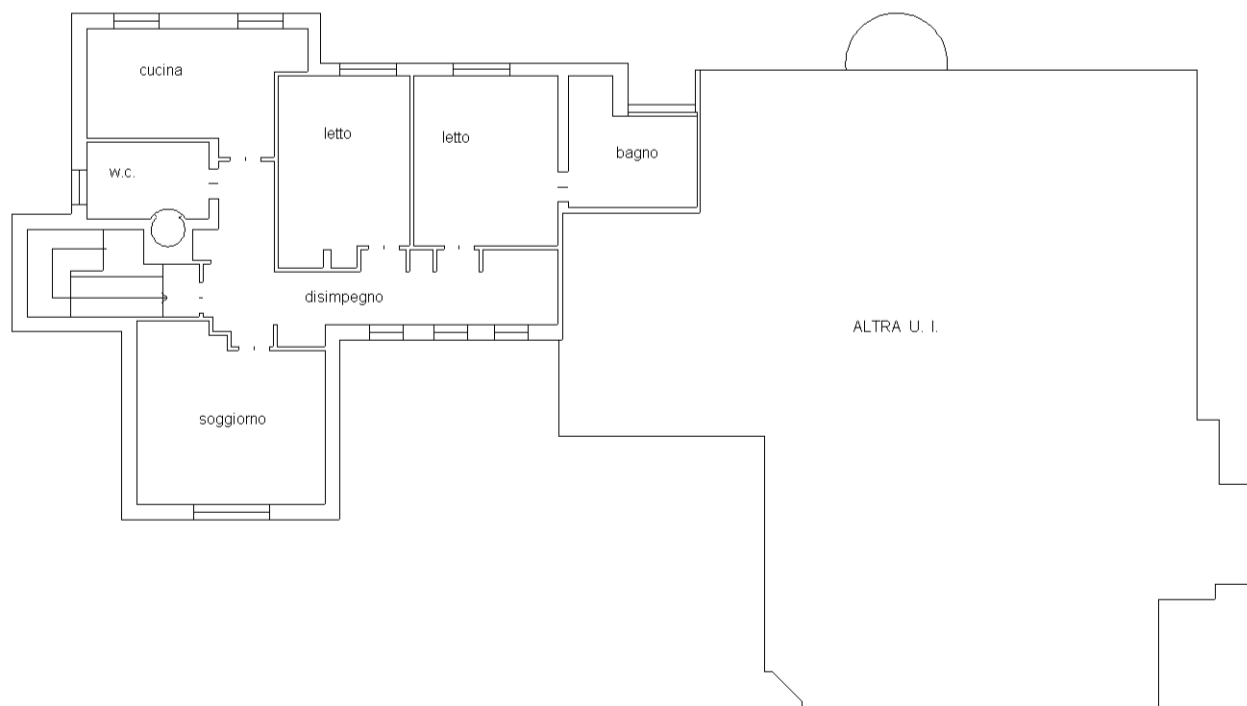 cucina
letto
letto
bagno
w.c.
disimpegno
ALTRA U. I.
soggiorno